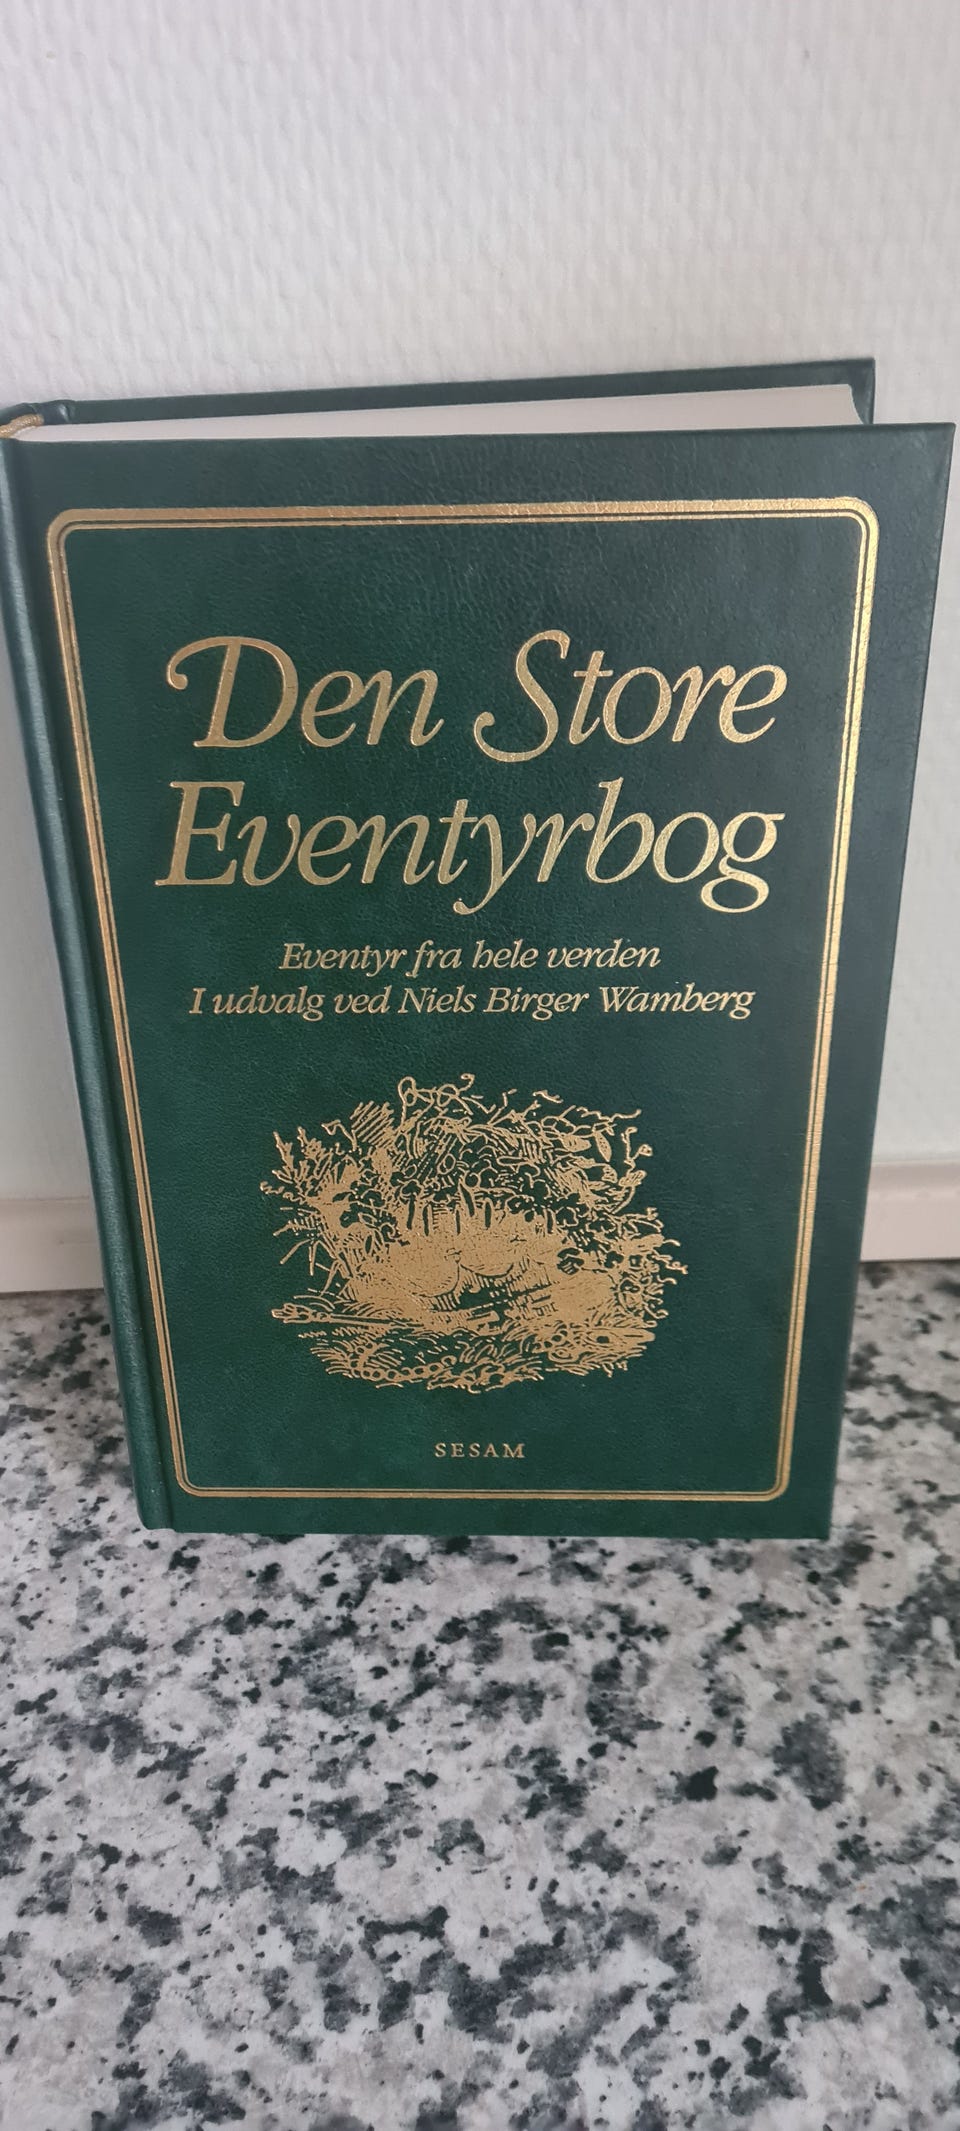 Den Store
Eventyrbog
Eventyr fra hele verden
I udvalg ved Niels Birger Wamberg
SESAM